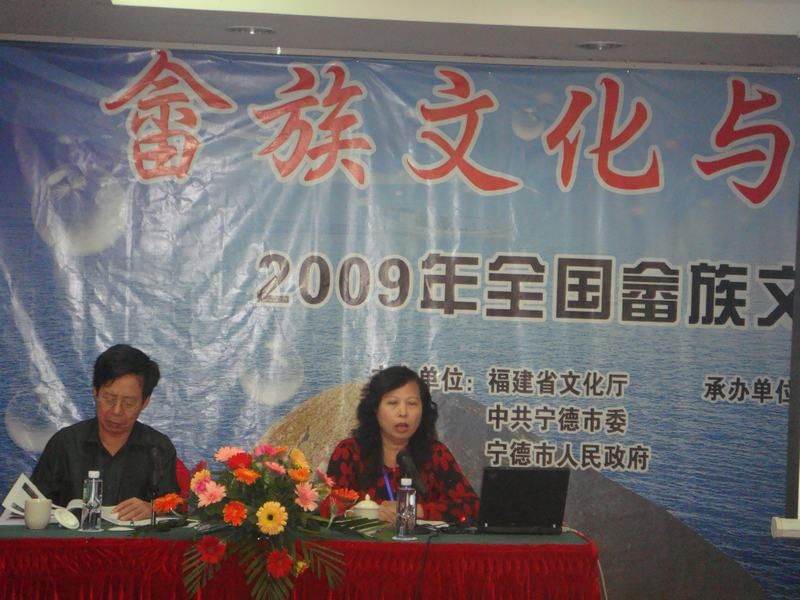 畲族文化与
2009年全国畲族文
单位：福建省文化厅
中共宁德市委
宁德市人民政府
承办单位